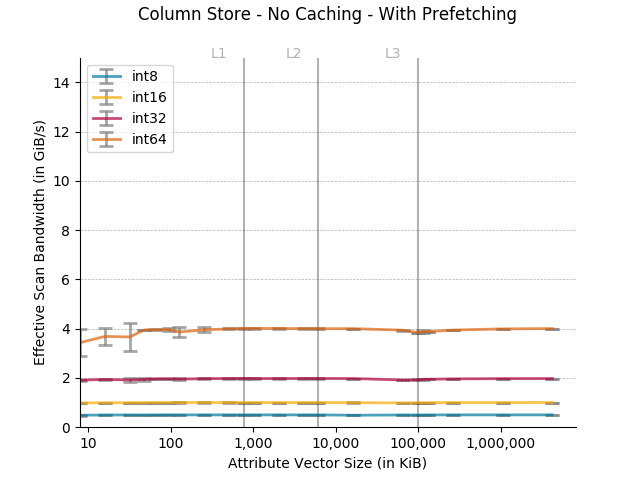 Column Store - No Caching - With Prefetching
L1 L2 L3
int8
int16
int32
int64
Effective Scan Bandwidth (in GiB/s)
14
12
10
8
6
4
2
0
10 100 1,000 10,000 100,000 1,000,000
Attribute Vector Size (in KiB)